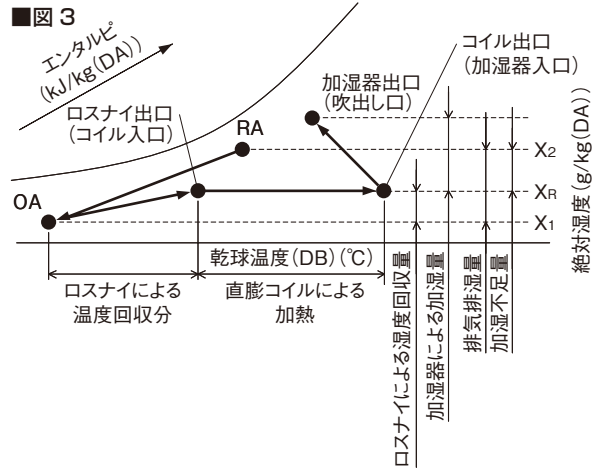 ■図3
エンタルピ
(kJ/kg(DA))
ロスナイ出口
(コイル入口)
RA
加湿器出口
(吹出し口)
コイル出口
(加湿器入口)
OA
X2
XR
X1
絶対湿度(g/kg(DA))
乾球温度(DB)(℃)
ロスナイによる
温度回収分
直膨コイルによる
加熱
ロスナイによる湿度回収量
加湿器による加湿量
排気排湿量
加湿不足量